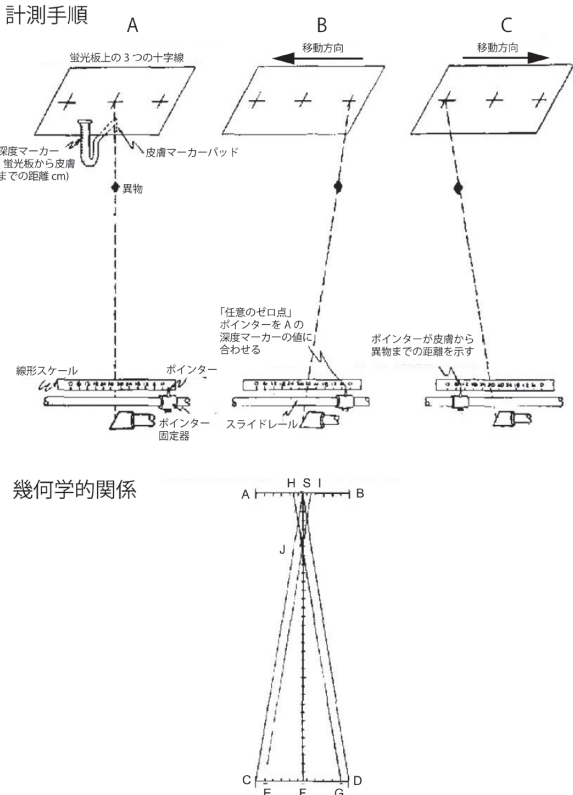 計測手順
A
B
C
蛍光板上の3つの十字線
移動方向
移動方向
深度マーカー
蛍光板から皮膚
までの距離 cm)
皮膚マーカーパッド
異物
「任意のゼロ点」
ポインターを A の
深度マーカーの値に
合わせる
ポインターが皮膚から
異物までの距離を示す
線形スケール
ポインター
ポインター
固定器
スライドレール
幾何学的関係
A H S I B
J
C D
E F G